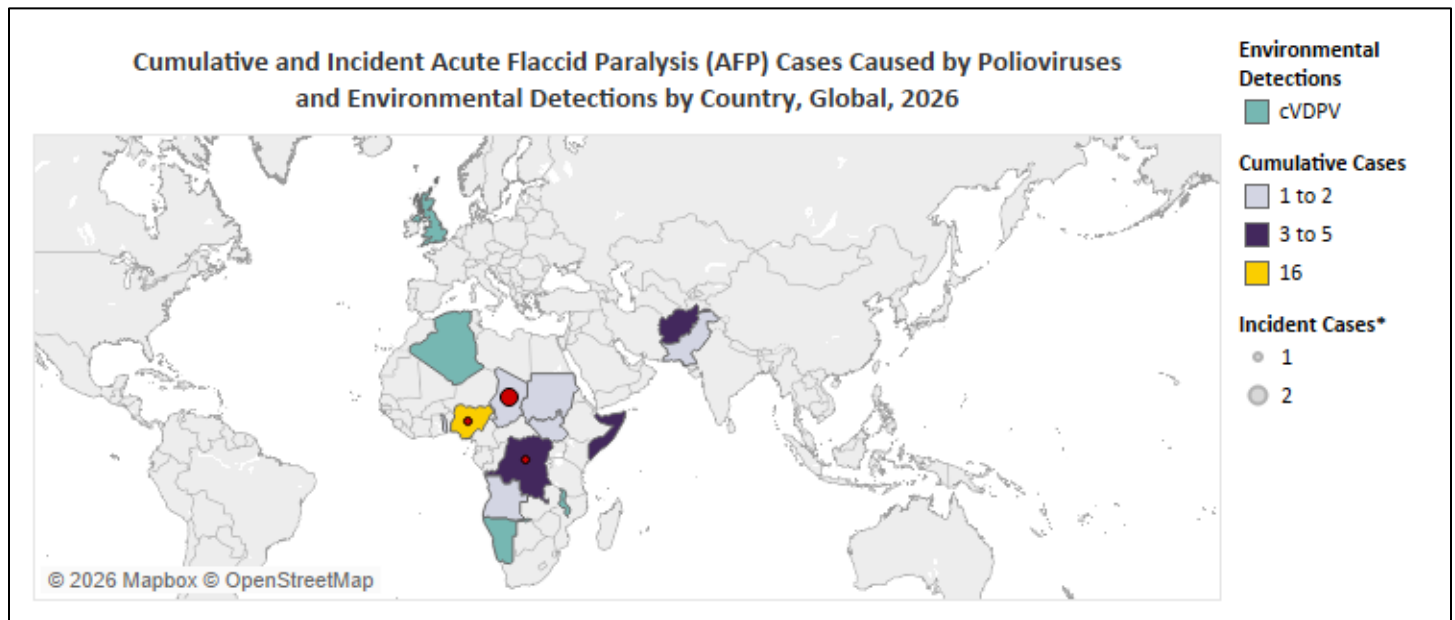 Cumulative and Incident Acute Flaccid Paralysis (AFP) Cases Caused by Polioviruses
and Environmental Detections by Country, Global, 2026
Environmental
Detections
cVDPV
Cumulative Cases
1 to 2
3 to 5
16
Incident Cases*
1
2
© 2026 Mapbox © OpenStreetMap